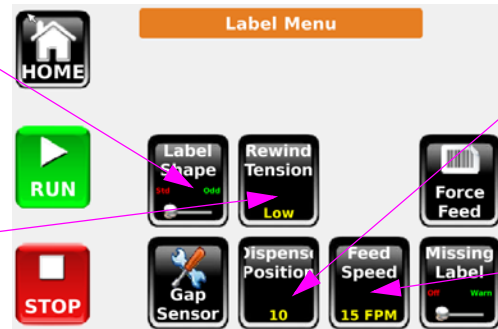 Label Menu
HOME
RUN
Label Shape
Std Odd
Rewind Tension
Low
Force Feed
STOP
Gap Sensor
Dispense Position
10
Feed Speed
15 FPM
Missing Label
Off Warn